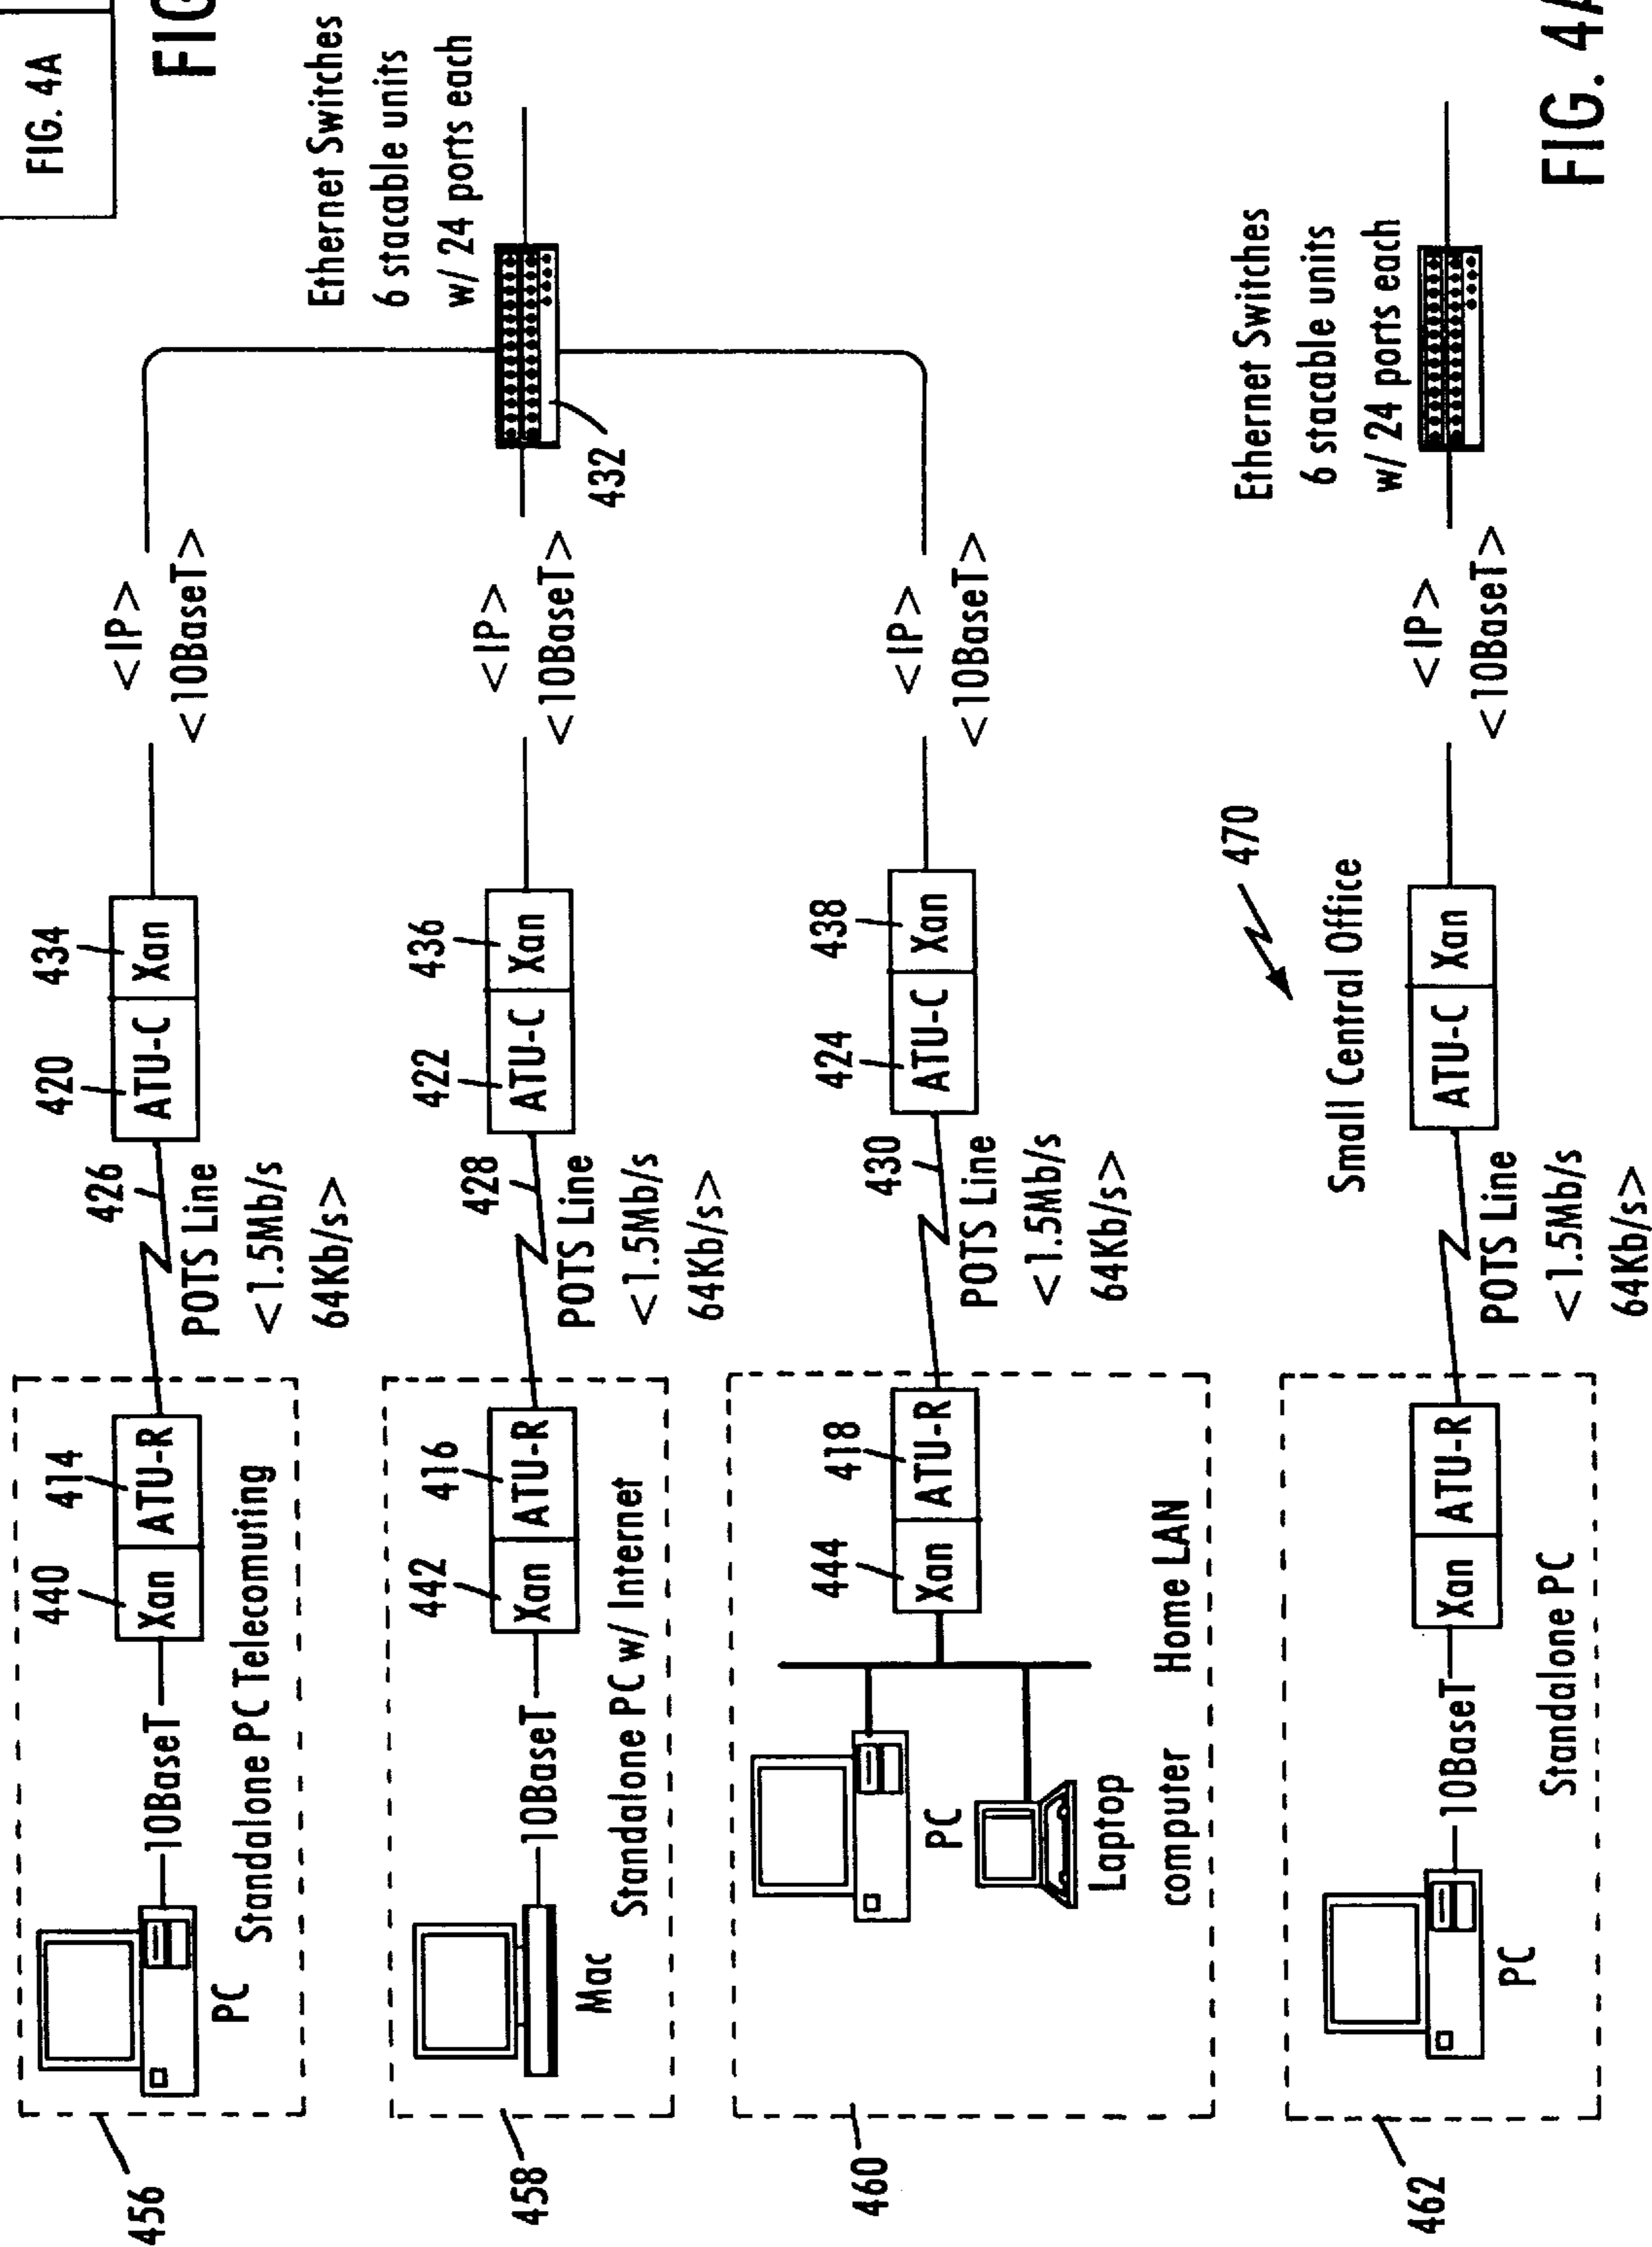 FIG. 4A
FIG
456
PC
10BaseT
440
Xan
414
ATU-R
Standalone PC Telecomuting
426
POTS Line
<1.5Mb/s
64Kb/s>
420
ATU-C
434
Xan
<IP>
<10BaseT>
Ethernet Switches
6 stacable units
w/ 24 ports each
432
458
Mac
10BaseT
442
Xan
416
ATU-R
Standalone PC w/ Internet
428
POTS Line
<1.5Mb/s
64Kb/s>
422
ATU-C
436
Xan
<IP>
<10BaseT>
460
PC
Laptop
computer
444
Xan
418
ATU-R
Home LAN
430
POTS Line
<1.5Mb/s
64Kb/s>
424
ATU-C
438
Xan
<IP>
<10BaseT>
462
PC
10BaseT
Xan
ATU-R
Standalone PC
POTS Line
<1.5Mb/s
64Kb/s>
Small Central Office
470
ATU-C
Xan
<IP>
<10BaseT>
Ethernet Switches
6 stacable units
w/ 24 ports each
FIG. 4A